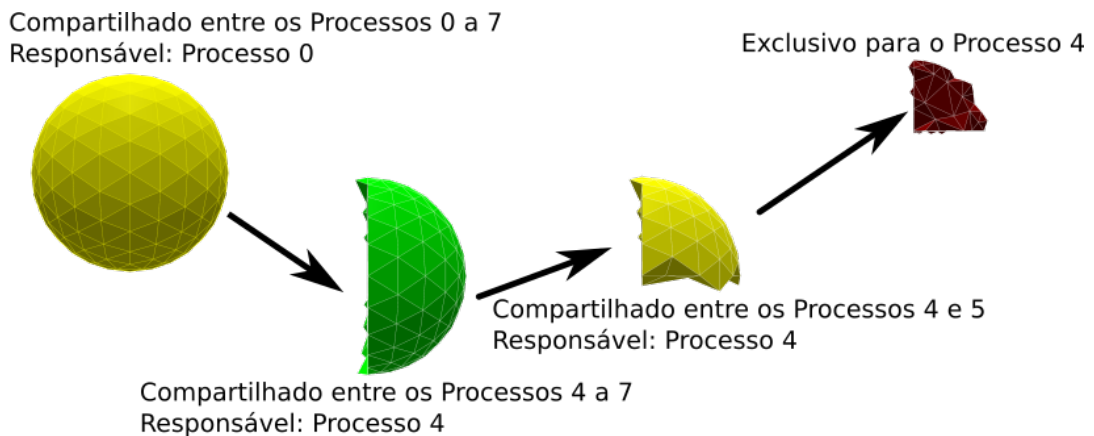 Compartilhado entre os Processos 0 a 7
Responsável: Processo 0
Exclusivo para o Processo 4
Compartilhado entre os Processos 4 e 5
Responsável: Processo 4
Compartilhado entre os Processos 4 a 7
Responsável: Processo 4